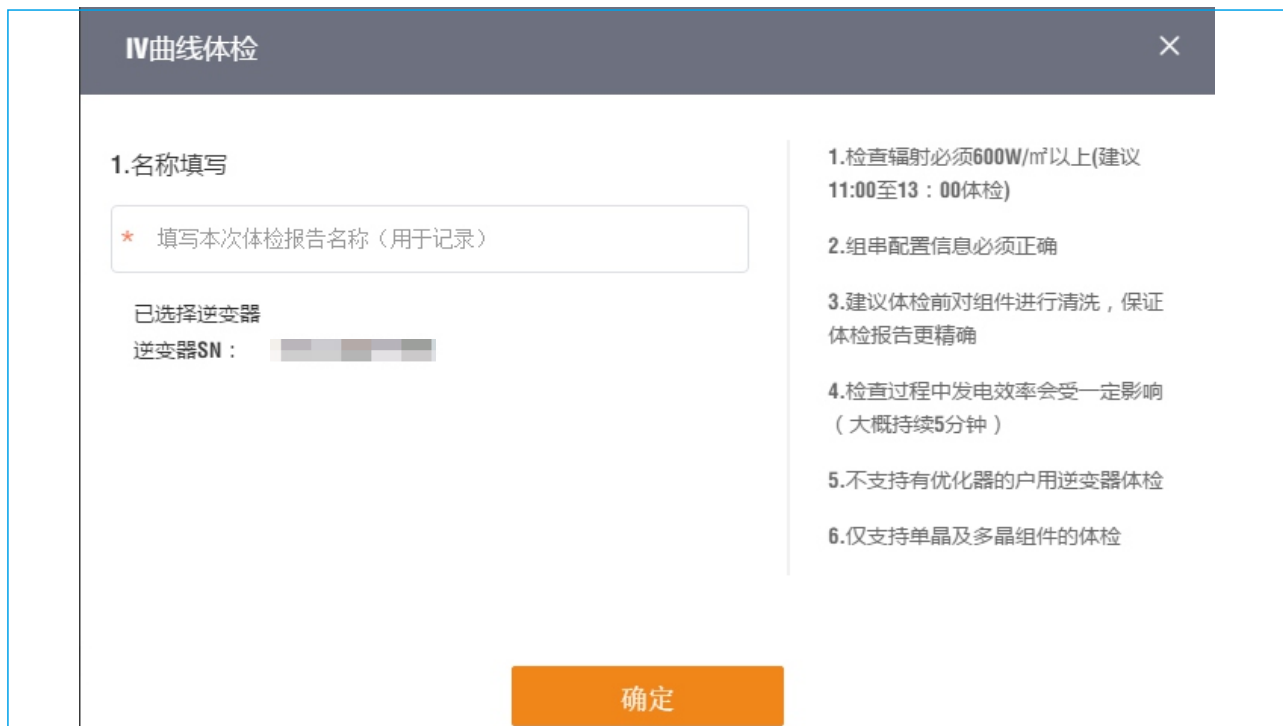 IV曲线体检
1.名称填写
* 填写本次体检报告名称（用于记录）
已选择逆变器
逆变器SN：
1.检查辐射必须600W/㎡以上(建议
11:00至13：00体检)
2.组串配置信息必须正确
3.建议体检前对组件进行清洗，保证
体检报告更精确
4.检查过程中发电效率会受一定影响
（大概持续5分钟）
5.不支持有优化器的户用逆变器体检
6.仅支持单晶及多晶组件的体检
确定